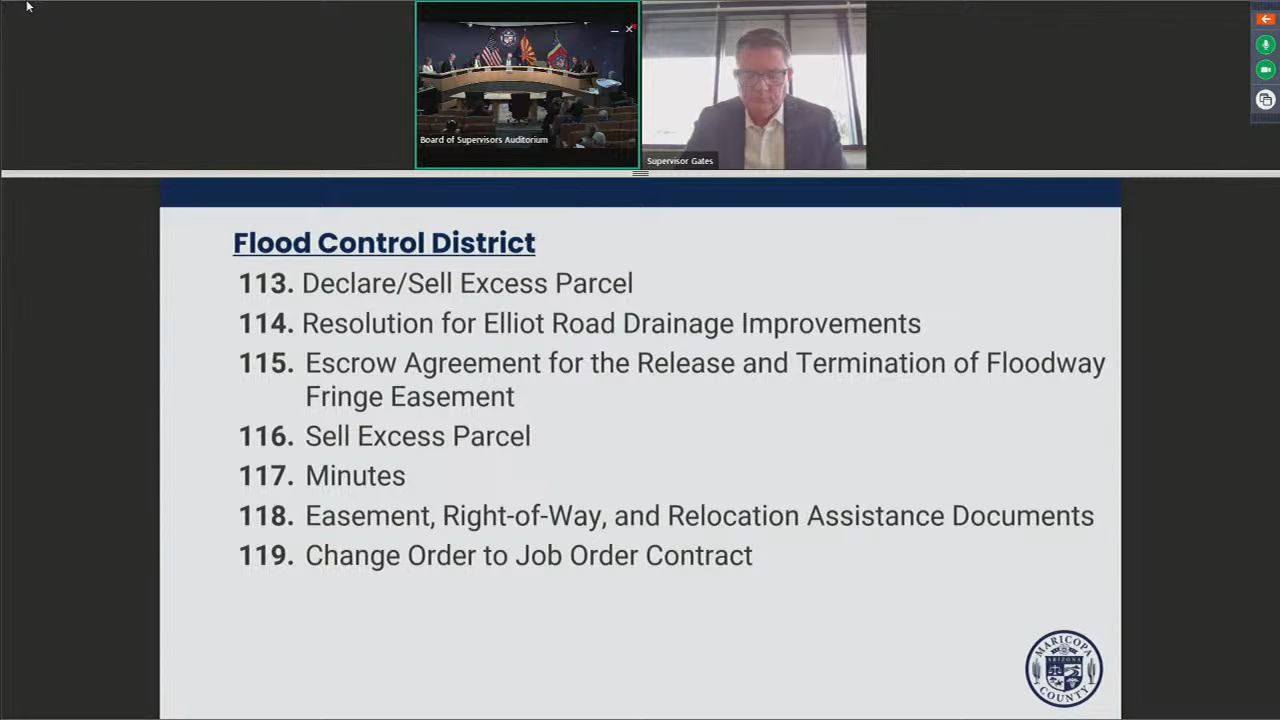 Board of Supervisors Auditorium
Supervisor Gates
Flood Control District
113. Declare/Sell Excess Parcel
114. Resolution for Elliot Road Drainage Improvements
115. Escrow Agreement for the Release and Termination of Floodway
Fringe Easement
116. Sell Excess Parcel
117. Minutes
118. Easement, Right-of-Way, and Relocation Assistance Documents
119. Change Order to Job Order Contract
MARICOPA
ARIZONA
COUNTY